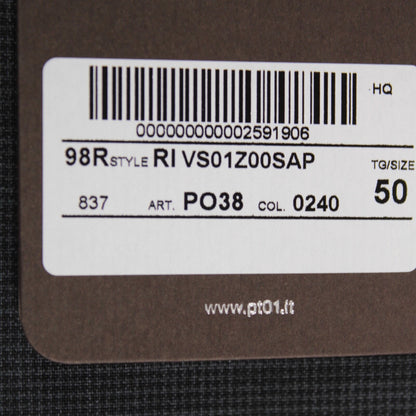 HQ
000000000002591906
98R STYLE RI VS01Z00SAP
TG/SIZE
837 ART. PO38 COL. 0240 50
www.pt01.it